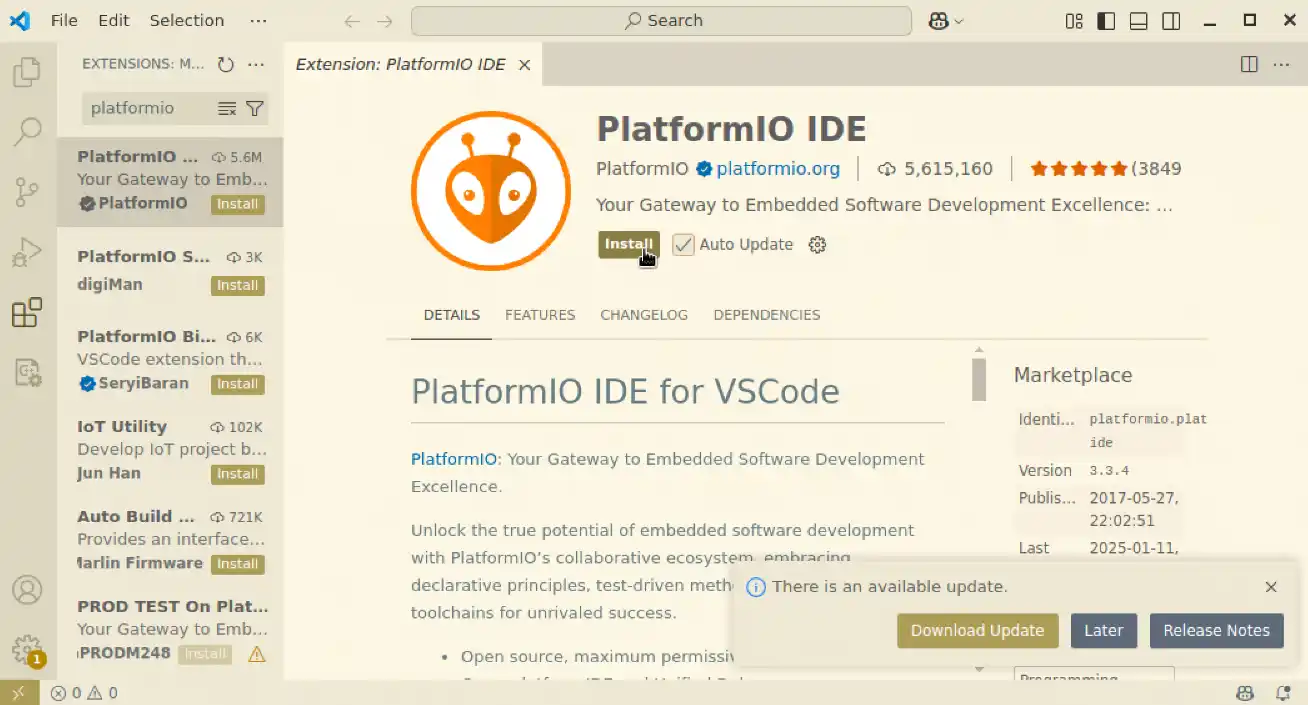 File Edit Selection ···
Search
EXTENSIONS: M... ···
Extension: PlatformIO IDE
platformio
PlatformIO ... 5.6M
Your Gateway to Emb...
PlatformIO Install
PlatformIO S... 3K
digiMan Install
PlatformIO Bi... 6K
VSCode extension th...
SeryiBaran Install
IoT Utility 102K
Develop IoT project b...
Jun Han Install
Auto Build ... 721K
Provides an interface...
Marlin Firmware Install
PROD TEST On Plat...
Your Gateway to Emb...
PRODM248 Install
1
0 0
PlatformIO IDE
PlatformIO platformio.org | 5,615,160 | (3849
Your Gateway to Embedded Software Development Excellence: ...
Install Auto Update
DETAILS FEATURES CHANGELOG DEPENDENCIES
PlatformIO IDE for VSCode
PlatformIO: Your Gateway to Embedded Software Development
Excellence.
Unlock the true potential of embedded software development
with PlatformIO's collaborative ecosystem, embracing
declarative principles, test-driven
toolchains for unrivaled success.
• Open source, maximum
Marketplace
Identi... platformio.plat
ide
Version 3.3.4
Publis... 2017-05-27,
22:02:51
Last 2025-01-11,
Programming
There is an available update.
Download Update Later Release Notes